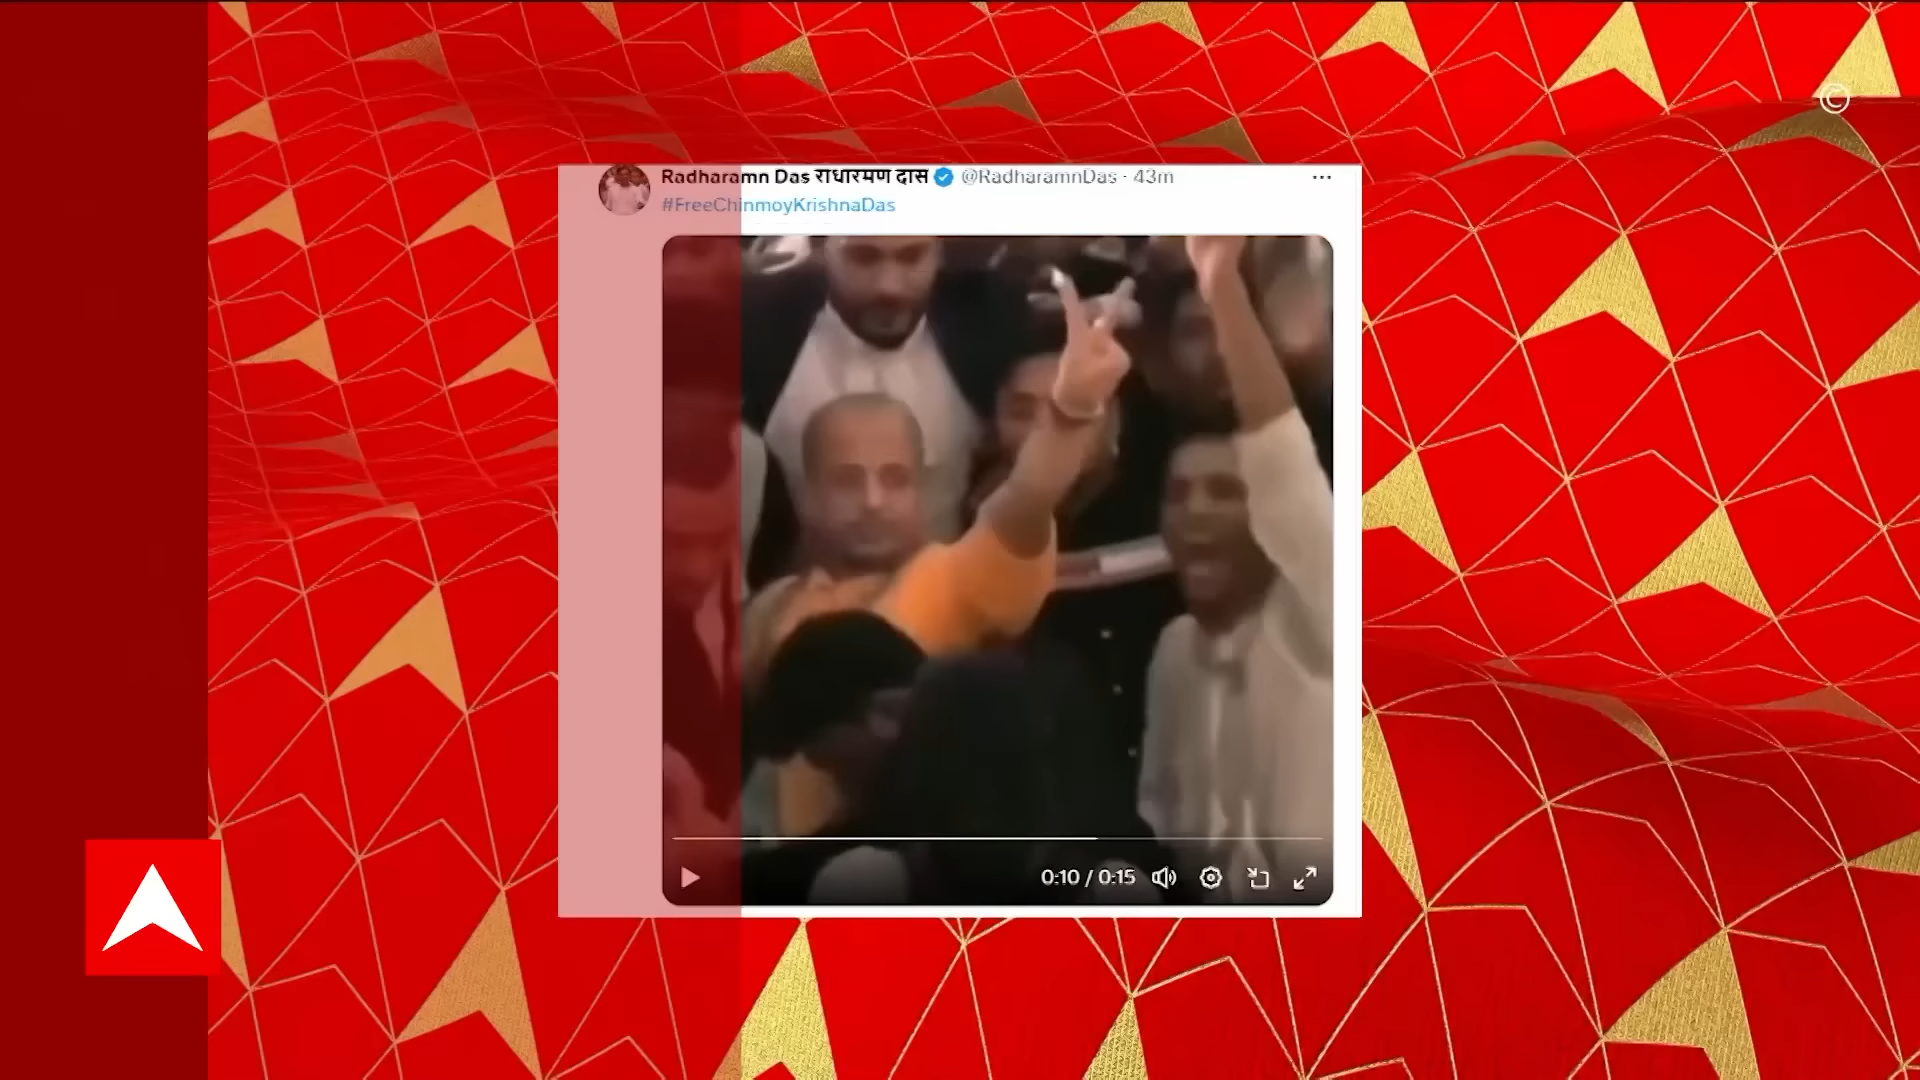 ©
Radharamn Das राधारमण दास @RadharamnDas · 43m
#FreeChinmoyKrishnaDas
0:10 / 0:15